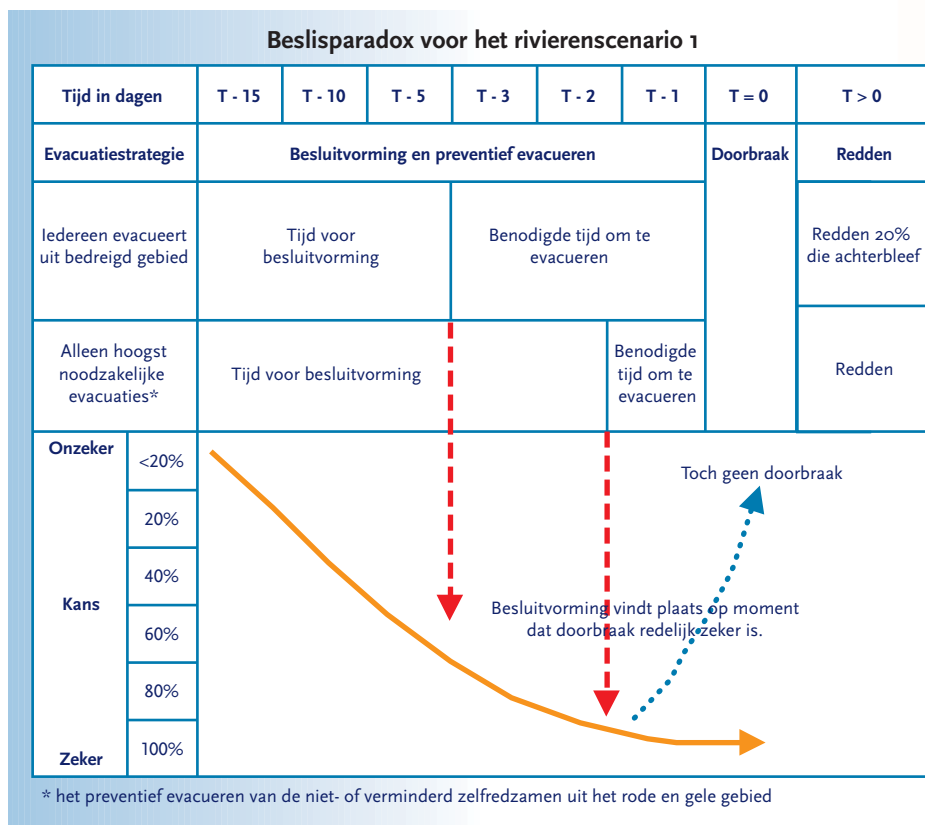 Beslisparadox voor het rivierenscenario 1
Tijd in dagen T - 15 T - 10 T - 5 T - 3 T - 2 T - 1 T = 0 T > 0
Evacuatiestrategie Besluitvorming en preventief evacueren Doorbraak Redden
Iedereen evacueert
uit bedreigd gebied
Tijd voor
besluitvorming
Benodigde tijd om te
evacueren
Redden 20%
die achterbleef
Alleen hoogst
noodzakelijke
evacuaties*
Tijd voor besluitvorming
Benodigde
tijd om te
evacueren
Redden
Onzeker
<20%
20%
40%
Kans
60%
80%
100%
Zeker
Toch geen doorbraak
Besluitvorming vindt plaats op moment
dat doorbraak redelijk zeker is.
* het preventief evacueren van de niet- of verminderd zelfredzamen uit het rode en gele gebied